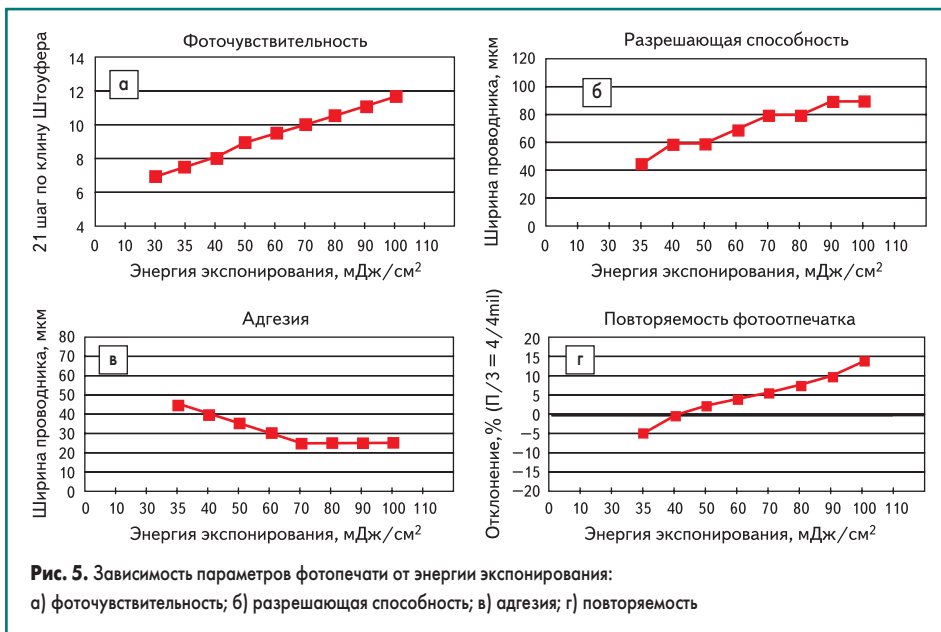 Фоточувствительность
21 шаг по клину Штоуфера
14
12
10
8
6
4
а
0 10 30 35 40 50 60 70 80 90 100 110
Энергия экспонирования, мДж/см²
Разрешающая способность
Ширина проводника, мкм
120
100
80
60
40
20
0
б
0 10 30 35 40 50 60 70 80 90 100 110
Энергия экспонирования, мДж/см²
Адгезия
Ширина проводника, мкм
80
70
60
50
40
30
20
10
0
в
0 10 30 35 40 50 60 70 80 90 100 110
Энергия экспонирования, мДж/см²
Повторяемость фотоотпечатка
Отклонение,% (П/З = 4/4mil)
20
15
10
5
0
−5
−10
−15
−20
г
0 10 30 35 40 50 60 70 80 90 100 110
Энергия экспонирования, мДж/см²
Рис. 5. Зависимость параметров фотопечати от энергии экспонирования:
а) фоточувствительность; б) разрешающая способность; в) адгезия; г) повторяемость